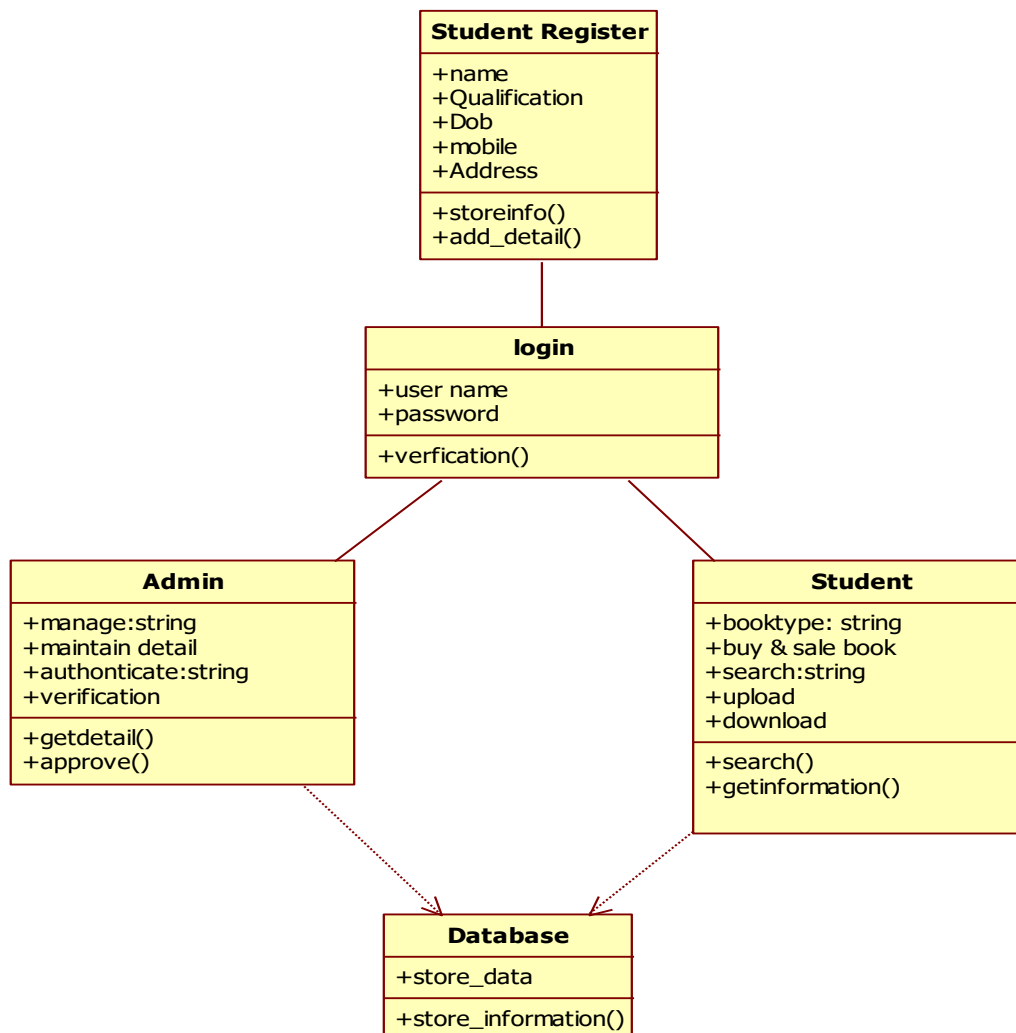 Student Register
+name
+Qualification
+Dob
+mobile
+Address
+storeinfo()
+add_detail()
login
+user name
+password
+verfication()
Admin
+manage:string
+maintain detail
+authonticate:string
+verification
+getdetail()
+approve()
Student
+booktype: string
+buy & sale book
+search:string
+upload
+download
+search()
+getinformation()
Database
+store_data
+store_information()